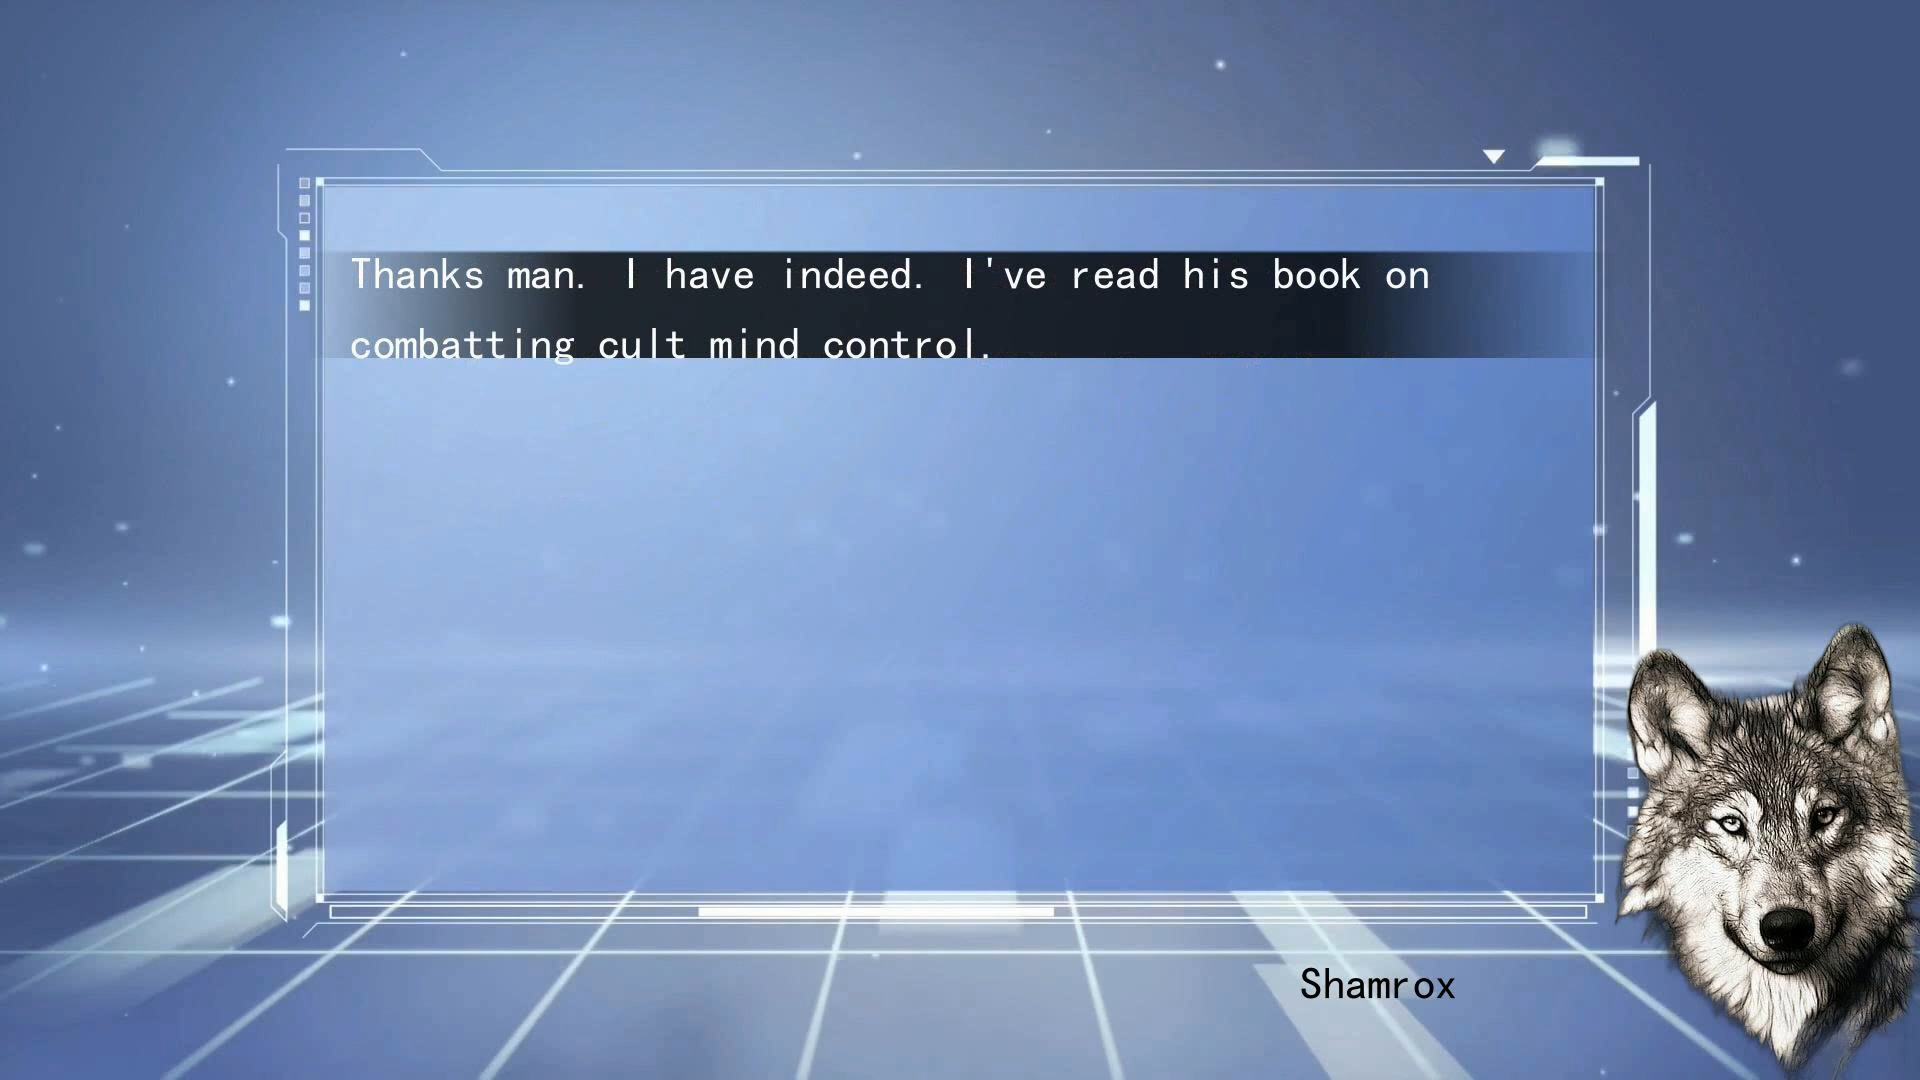 Thanks man. I have indeed. I've read his book on
combatting cult mind control.
Shamrox